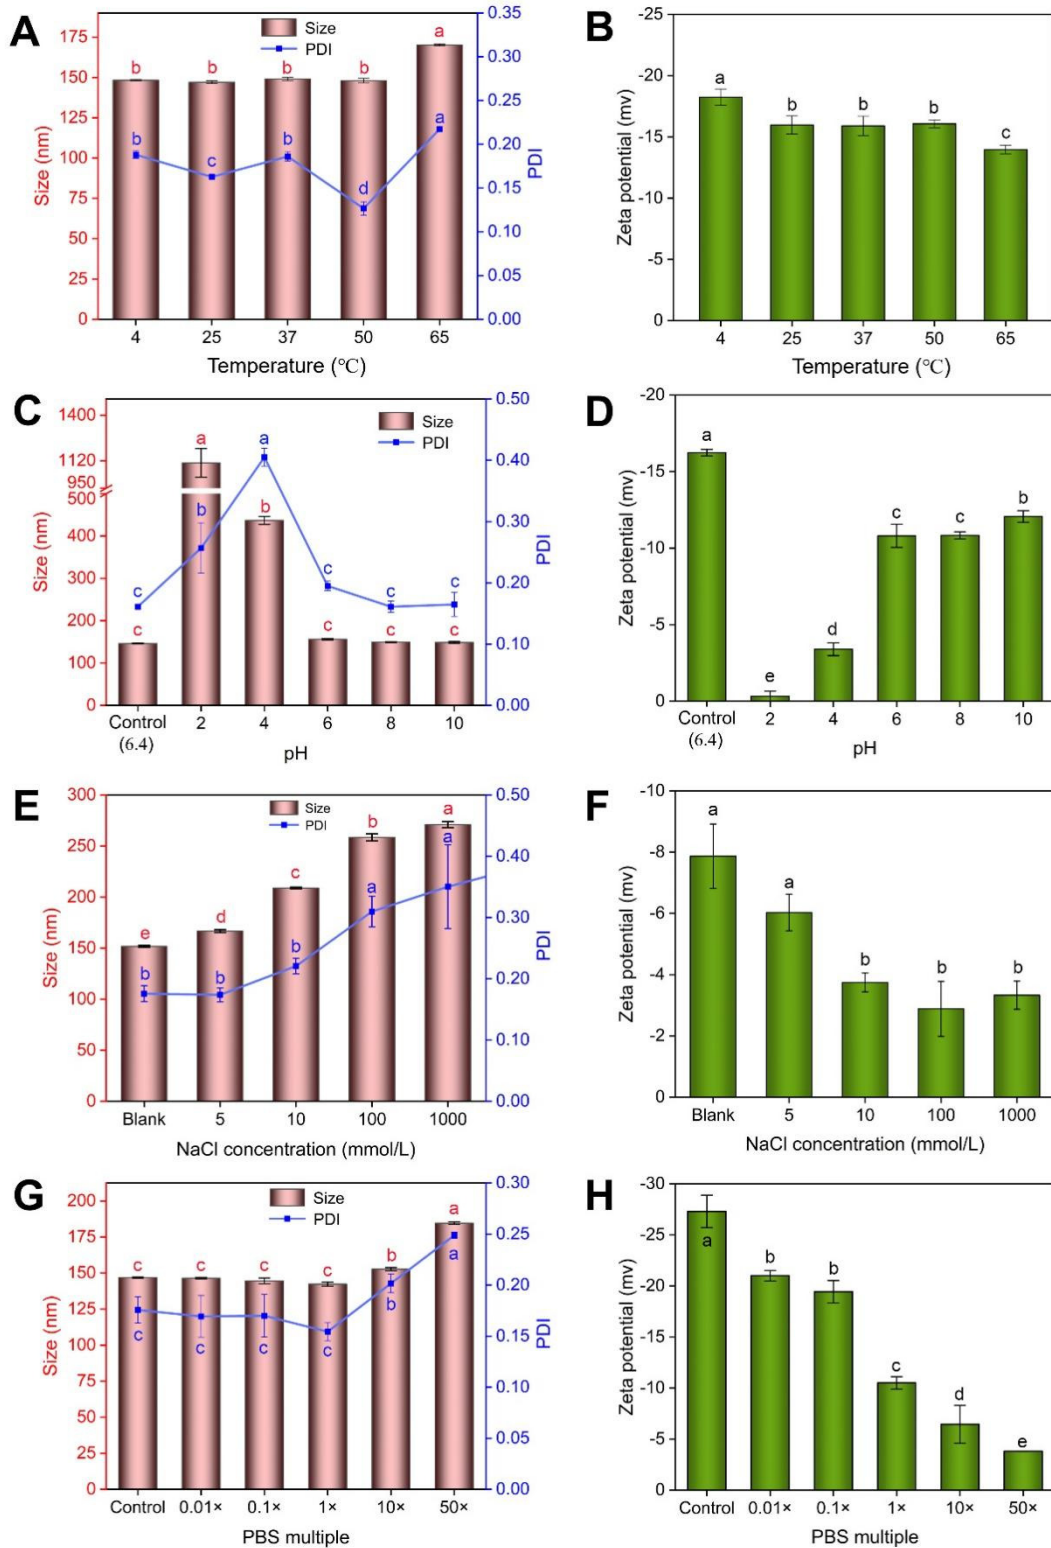 A
Size
PDI
Size (nm)
175
150
125
100
75
50
25
0
b
b
b
b
a
b
c
b
d
a
0.35
0.30
0.25
0.20
0.15
0.10
0.05
0.00
PDI
4
25
37
50
65
Temperature (℃)
B
Zeta potential (mv)
-25
-20
-15
-10
-5
0
a
b
b
b
c
4
25
37
50
65
Temperature (℃)
C
Size
PDI
Size (nm)
1400
1120
950
500
400
300
200
100
0
c
a
b
c
c
c
c
b
a
c
c
c
0.50
0.40
0.30
0.20
0.10
0.00
PDI
Control
(6.4)
2
4
6
8
10
pH
D
Zeta potential (mv)
-20
-15
-10
-5
0
a
e
d
c
c
b
Control
(6.4)
2
4
6
8
10
pH
E
Size
PDI
Size (nm)
300
250
200
150
100
50
0
e
d
c
b
a
b
b
b
a
a
0.50
0.40
0.30
0.20
0.10
0.00
PDI
Blank
5
10
100
1000
NaCl concentration (mmol/L)
F
Zeta potential (mv)
-10
-8
-6
-4
-2
0
a
a
b
b
b
Blank
5
10
100
1000
NaCl concentration (mmol/L)
G
Size
PDI
Size (nm)
200
175
150
125
100
75
50
25
0
c
c
c
c
b
a
c
c
c
c
b
a
0.30
0.25
0.20
0.15
0.10
0.05
0.00
PDI
Control
0.01×
0.1×
1×
10×
50×
PBS multiple
H
Zeta potential (mv)
-30
-25
-20
-15
-10
-5
0
a
b
b
c
d
e
Control
0.01×
0.1×
1×
10×
50×
PBS multiple